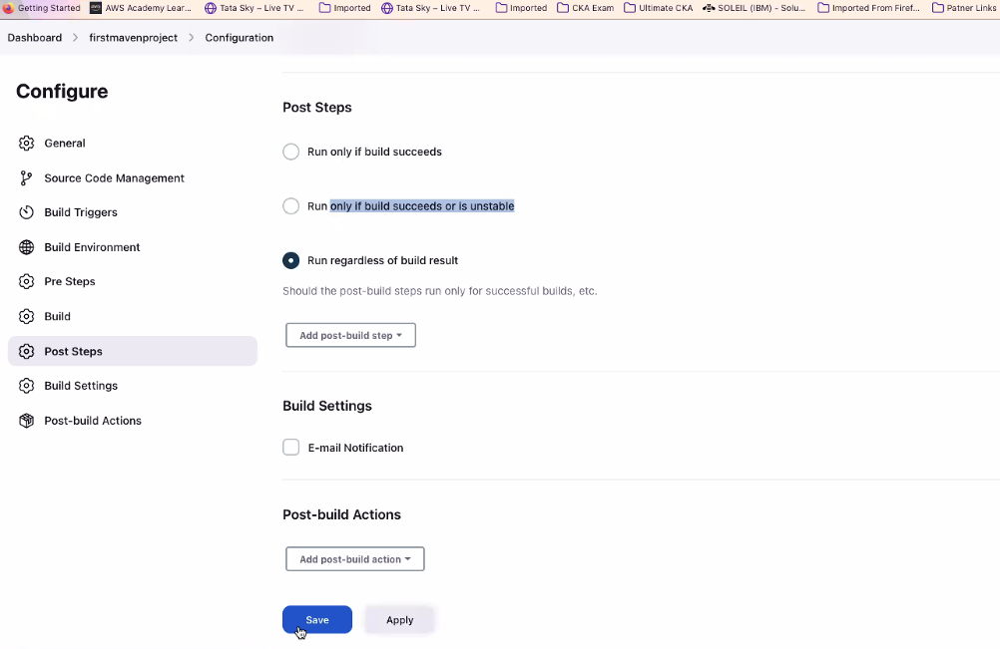 Getting Started AWS Academy Lear... Tata Sky – Live TV ... Imported Tata Sky – Live TV ... Imported CKA Exam Ultimate CKA SOLEIL (IBM) - Solu... Imported From Firef... Patner Links
Dashboard > firstmavenproject > Configuration
Configure
General
Source Code Management
Build Triggers
Build Environment
Pre Steps
Build
Post Steps
Build Settings
Post-build Actions
Post Steps
Run only if build succeeds
Run only if build succeeds or is unstable
Run regardless of build result
Should the post-build steps run only for successful builds, etc.
Add post-build step
Build Settings
E-mail Notification
Post-build Actions
Add post-build action
Save Apply